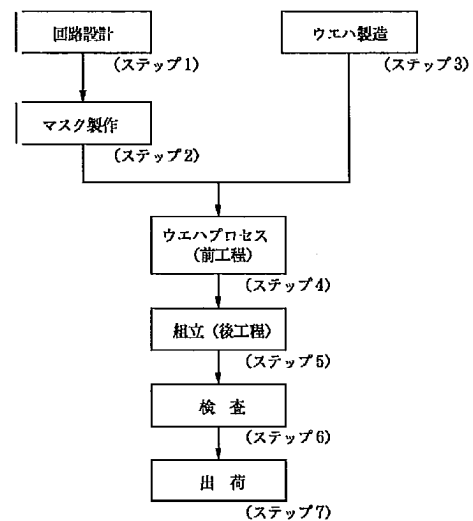 回路設計
(ステップ1)
ウエハ製造
(ステップ3)
マスク製作
(ステップ2)
ウエハプロセス
(前工程)
(ステップ4)
組立(後工程)
(ステップ5)
検 査
(ステップ6)
出 荷
(ステップ7)